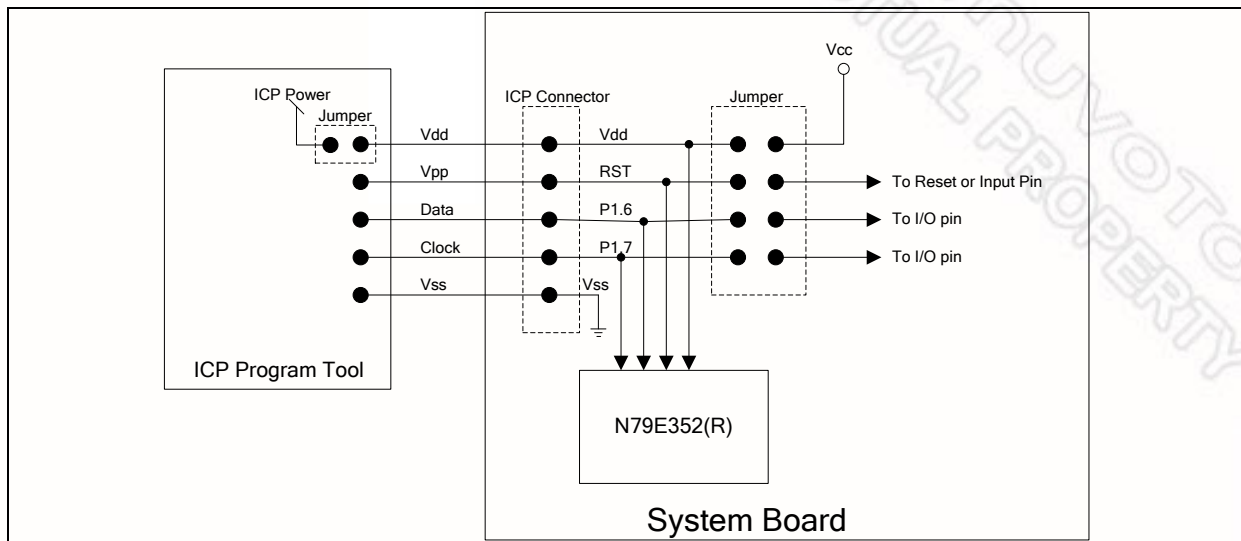 Vcc
ICP Power
Jumper
ICP Connector
Jumper
Vdd
Vdd
Vpp
RST
To Reset or Input Pin
Data
P1.6
To I/O pin
Clock
P1.7
To I/O pin
Vss
Vss
ICP Program Tool
N79E352(R)
System Board
PROPERTY